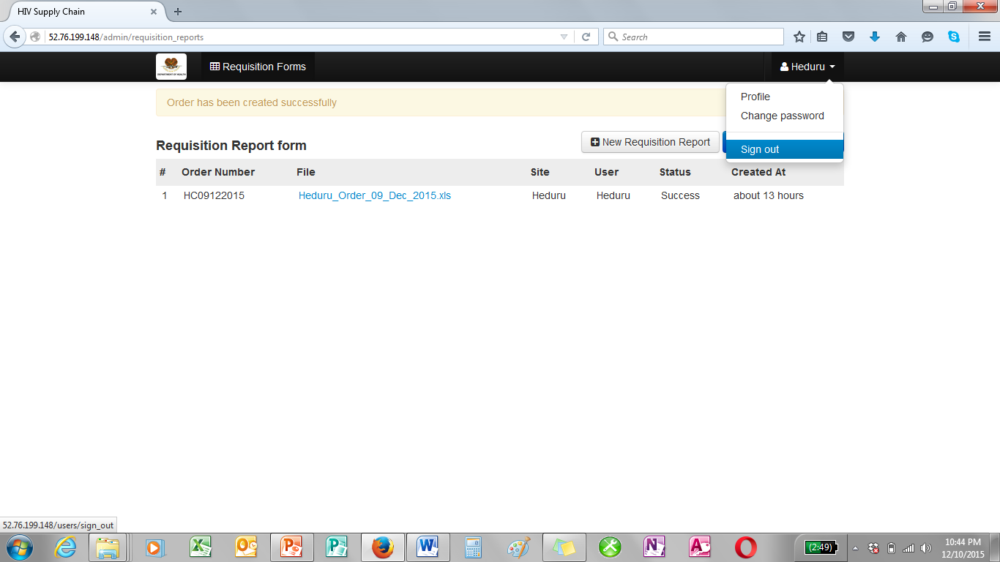 HIV Supply Chain
52.76.199.148/admin/requisition_reports
Search
DEPARTMENT OF HEALTH
Requisition Forms
Heduru
Order has been created successfully
Profile
Change password
Sign out
Requisition Report form
New Requisition Report
# Order Number File Site User Status Created At
1 HC09122015 Heduru_Order_09_Dec_2015.xls Heduru Heduru Success about 13 hours
52.76.199.148/users/sign_out
(2:49)
10:44 PM
12/10/2015